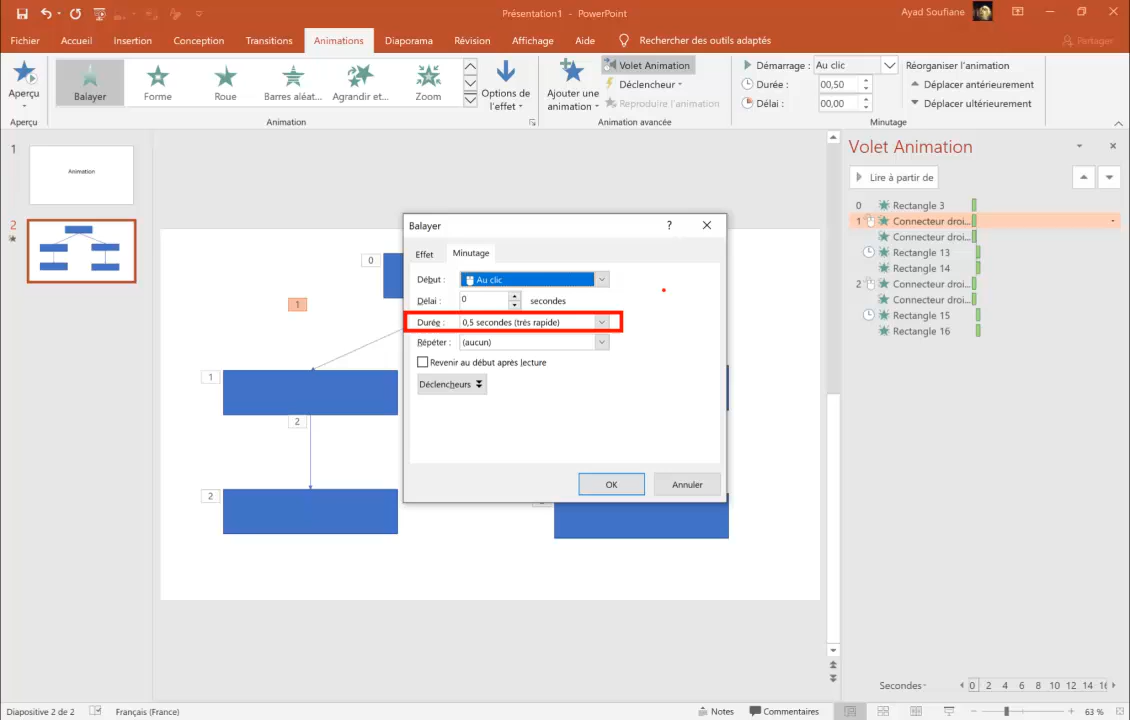 Présentation1 - PowerPoint
Ayad Soufiane
Fichier
Accueil
Insertion
Conception
Transitions
Animations
Diaporama
Révision
Affichage
Aide
Rechercher des outils adaptés
Partager
Aperçu
Balayer
Forme
Roue
Barres aléat...
Agrandir et...
Zoom
Options de
l'effet
Ajouter une
animation
Volet Animation
Déclencheur
Reproduire l'animation
Démarrage : Au clic
Durée : 00,50
Délai : 00,00
Réorganiser l'animation
Déplacer antérieurement
Déplacer ultérieurement
Aperçu
Animation
Animation avancée
Minutage
1
Animation
2
0
1
1
2
2
Balayer
?
Effet
Minutage
Début : Au clic
Délai : 0 secondes
Durée : 0,5 secondes (très rapide)
Répéter : (aucun)
Revenir au début après lecture
Déclencheurs
OK
Annuler
Volet Animation
Lire à partir de
0 Rectangle 3
1 Connecteur droi...
Connecteur droi...
Rectangle 13
Rectangle 14
2 Connecteur droi...
Connecteur droi...
Rectangle 15
Rectangle 16
Secondes
0 2 4 6 8 10 12 14
Diapositive 2 de 2
Français (France)
Notes
Commentaires
63 %